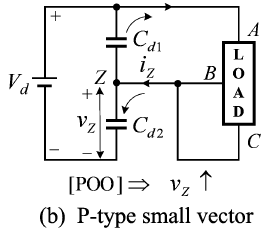 +
A
C_{d1}
L
O
A
D
V_d
Z
i_Z
B
+
v_Z
C_{d2}
C
−
−
[POO] ⇒ v_Z ↑
(b) P-type small vector